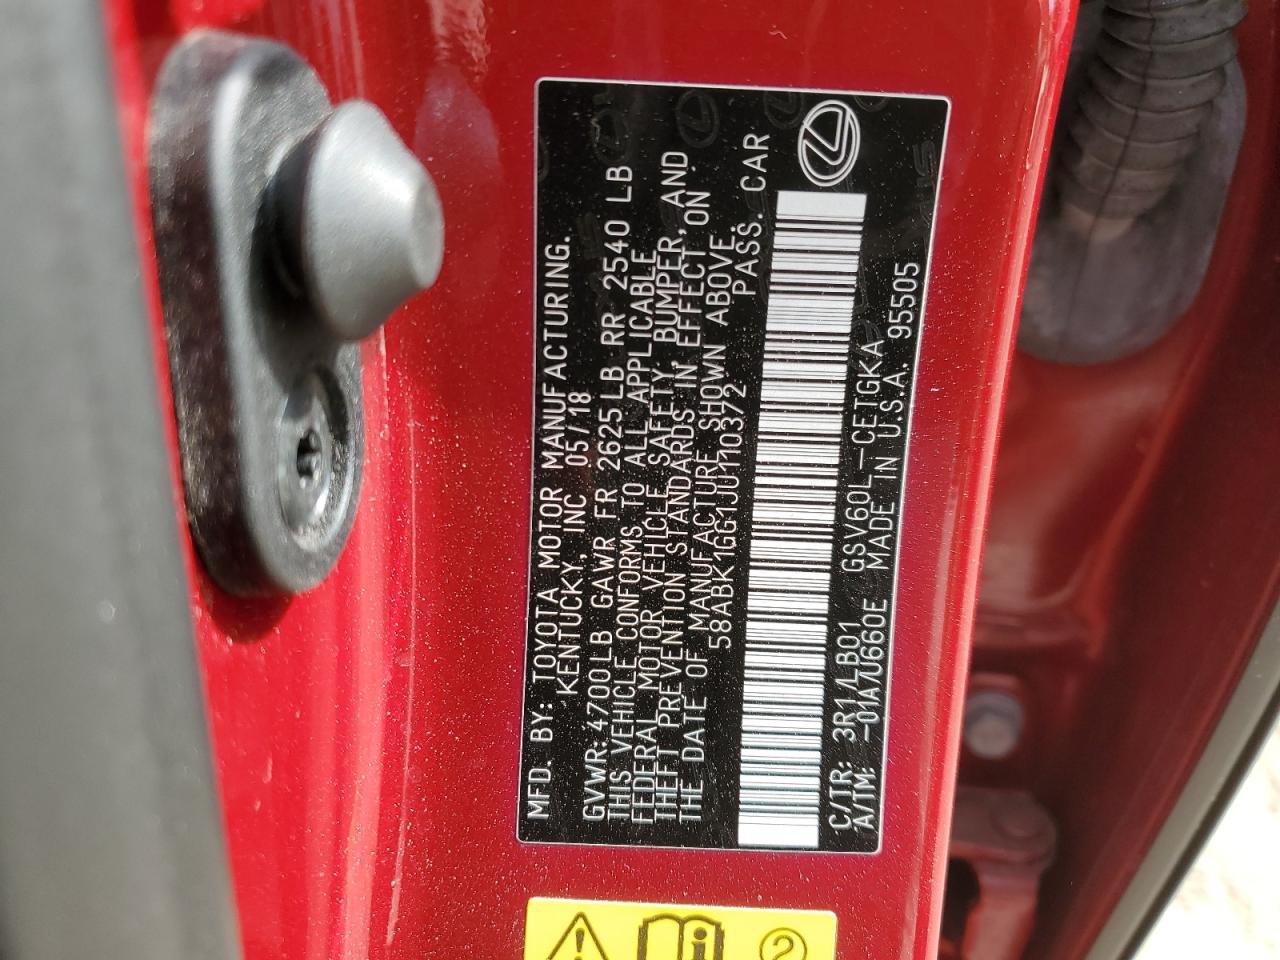 MFD. BY: TOYOTA MOTOR MANUFACTURING.
KENTUCKY, INC 05/18
GVWR: 4700LB GAWR FR 2625 LB RR 2540 LB
THIS VEHICLE CONFORMS TO ALL APPLICABLE
FEDERAL MOTOR VEHICLE SAFETY, BUMPER, AND
THEFT PREVENTION STANDARDS IN EFFECT ON
THE DATE OF MANUFACTURE SHOWN ABOVE.
58ABK1GG1JU110372 PASS. CAR
C/TR: 3R1/LB01 GSV60L-CETGKA
A/TM: -01A/U660E MADE IN U.S.A. 95505